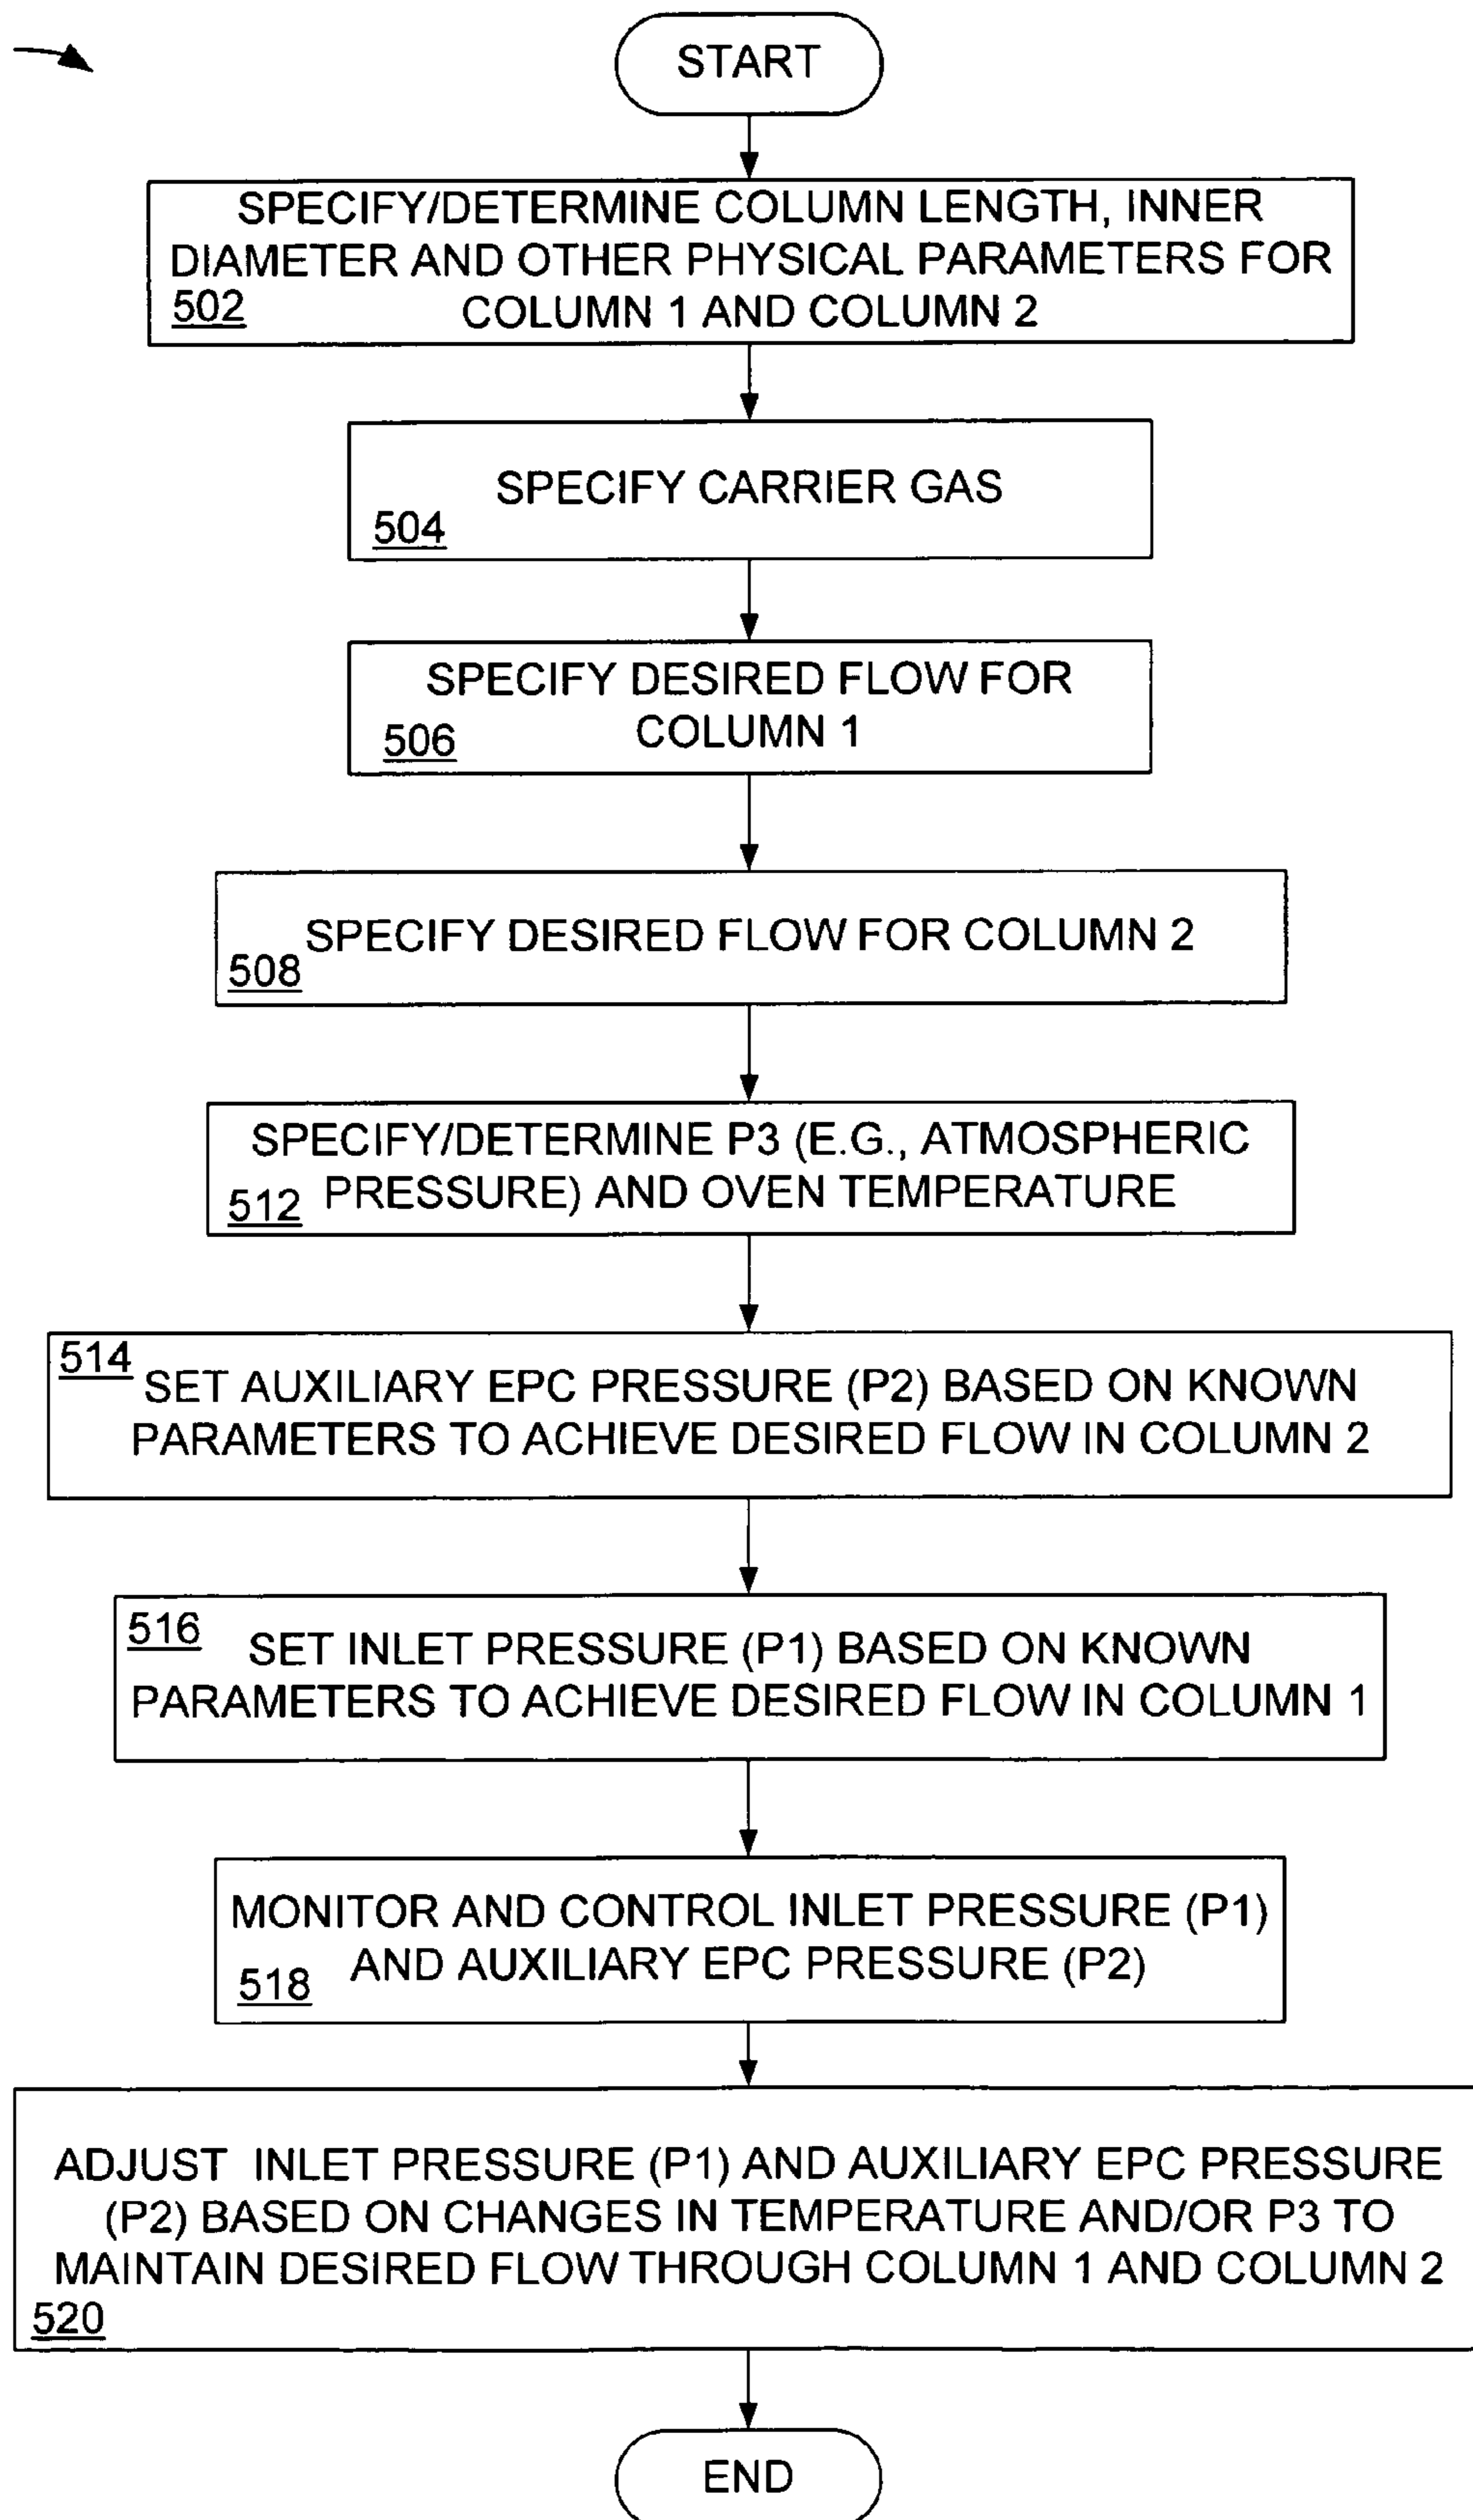 START
SPECIFY/DETERMINE COLUMN LENGTH, INNER
DIAMETER AND OTHER PHYSICAL PARAMETERS FOR
502 COLUMN 1 AND COLUMN 2
SPECIFY CARRIER GAS
504
SPECIFY DESIRED FLOW FOR
506 COLUMN 1
SPECIFY DESIRED FLOW FOR COLUMN 2
508
SPECIFY/DETERMINE P3 (E.G., ATMOSPHERIC
512 PRESSURE) AND OVEN TEMPERATURE
514
SET AUXILIARY EPC PRESSURE (P2) BASED ON KNOWN
PARAMETERS TO ACHIEVE DESIRED FLOW IN COLUMN 2
516
SET INLET PRESSURE (P1) BASED ON KNOWN
PARAMETERS TO ACHIEVE DESIRED FLOW IN COLUMN 1
MONITOR AND CONTROL INLET PRESSURE (P1)
518 AND AUXILIARY EPC PRESSURE (P2)
ADJUST INLET PRESSURE (P1) AND AUXILIARY EPC PRESSURE
(P2) BASED ON CHANGES IN TEMPERATURE AND/OR P3 TO
MAINTAIN DESIRED FLOW THROUGH COLUMN 1 AND COLUMN 2
520
END